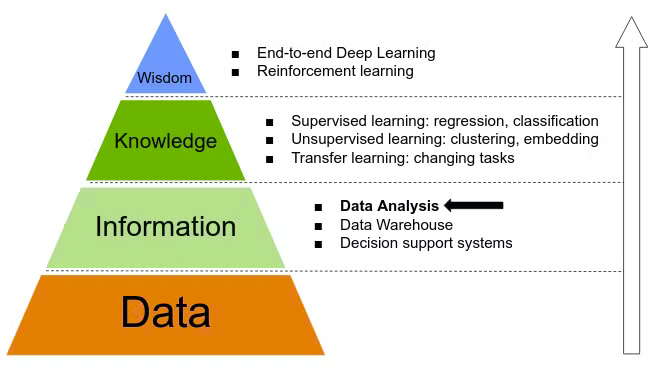 Wisdom
■ End-to-end Deep Learning
■ Reinforcement learning
Knowledge
■ Supervised learning: regression, classification
■ Unsupervised learning: clustering, embedding
■ Transfer learning: changing tasks
Information
■ Data Analysis
■ Data Warehouse
■ Decision support systems
Data